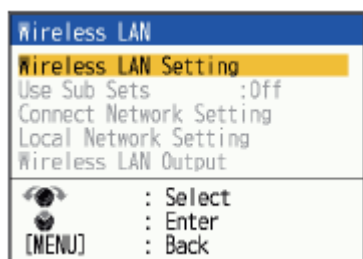 Wireless LAN
Wireless LAN Setting
Use Sub Sets :Off
Connect Network Setting
Local Network Setting
Wireless LAN Output
: Select
: Enter
[MENU] : Back